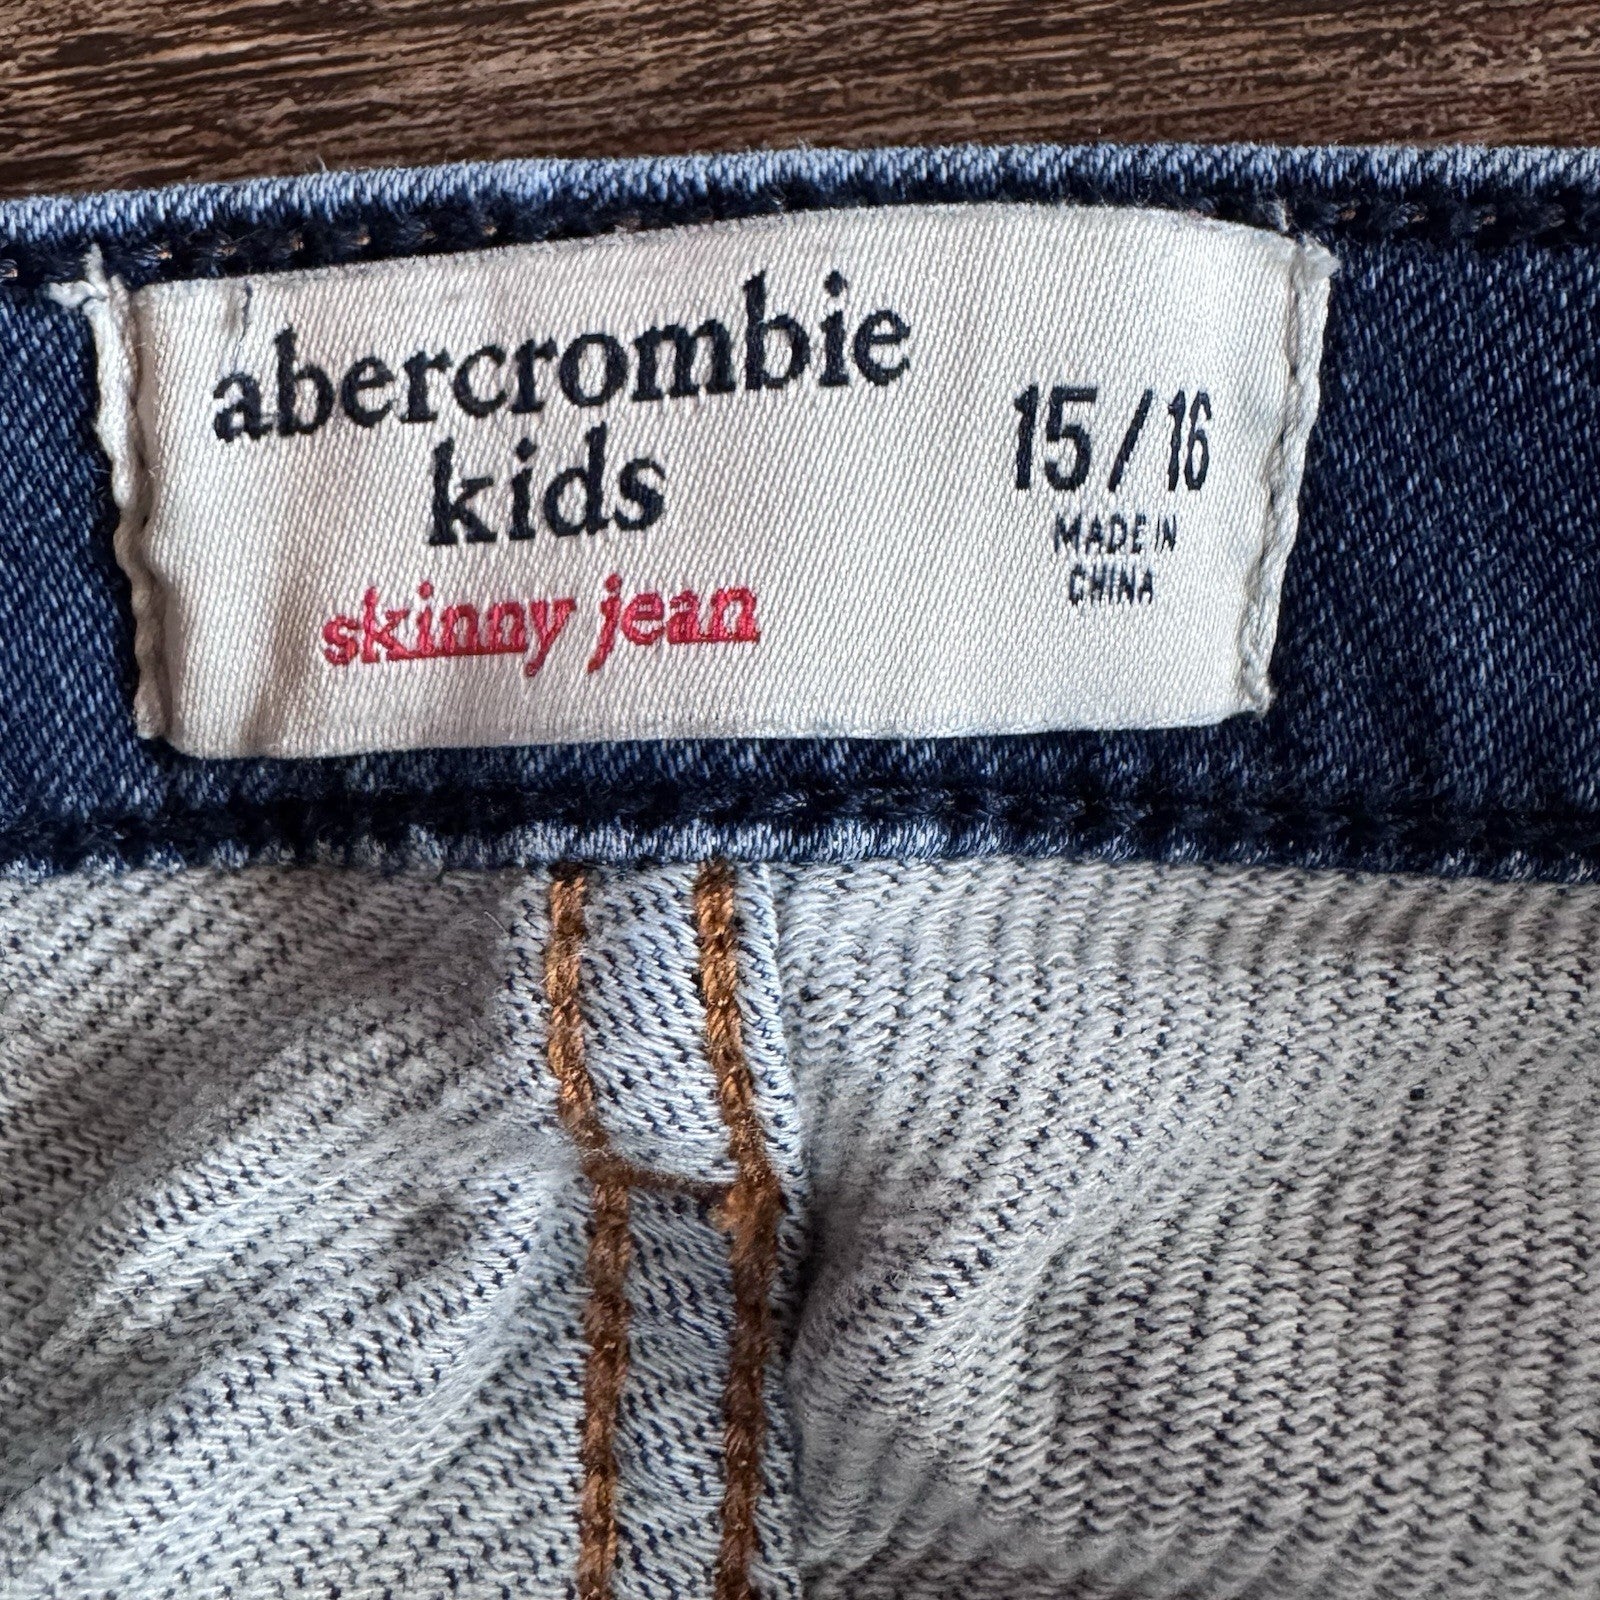 abercrombie
kids
skinny jean
15/16
MADE IN
CHINA